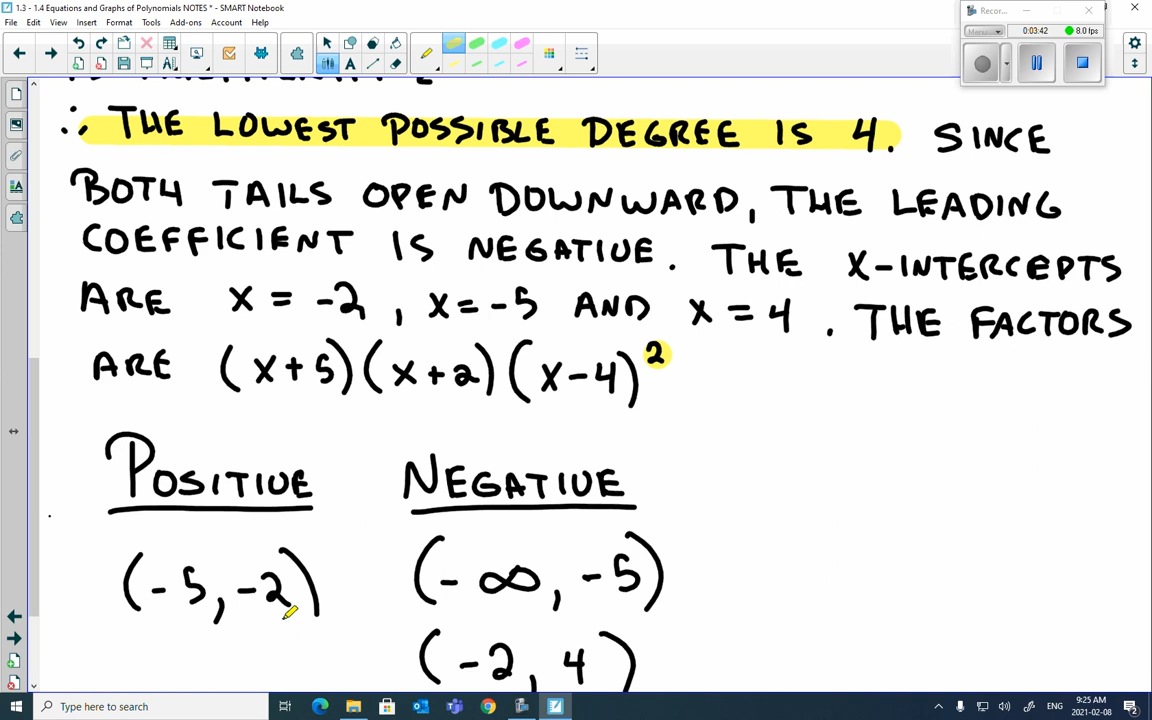 1.3 - 1.4 Equations and Graphs of Polynomials NOTES * - SMART Notebook
File Edit View Insert Format Tools Add-ons Account Help
Recor...
Menu
0:03:42 8.0 fps
∴ THE LOWEST POSSIBLE DEGREE IS 4. SINCE
BOTH TAILS OPEN DOWNWARD, THE LEADING
COEFFICIENT IS NEGATIVE. THE X-INTERCEPTS
ARE X = -2, X = -5 AND X = 4. THE FACTORS
ARE (X+5)(X+2)(X-4)²
POSITIVE NEGATIVE
(-5, -2) (-∞, -5)
(-2, 4)
Type here to search
ENG
9:25 AM
2021-02-08
2